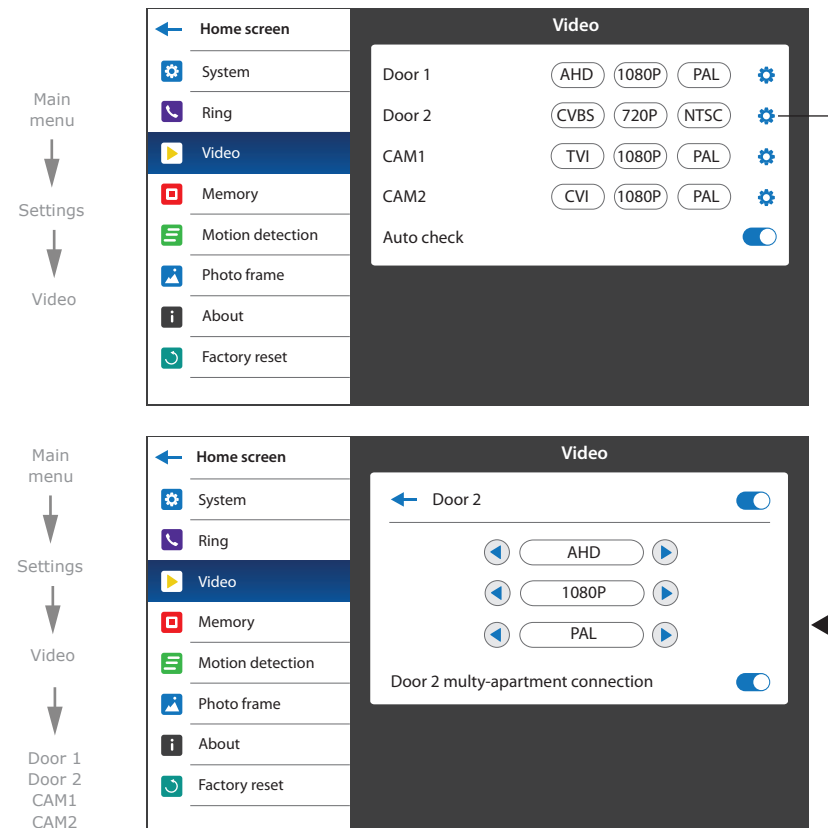 Main
menu
Settings
Video
Home screen
System
Ring
Video
Memory
Motion detection
Photo frame
About
Factory reset
Video
Door 1 AHD 1080P PAL
Door 2 CVBS 720P NTSC
CAM1 TVI 1080P PAL
CAM2 CVI 1080P PAL
Auto check
Main
menu
Settings
Video
Door 1
Door 2
CAM1
CAM2
Home screen
System
Ring
Video
Memory
Motion detection
Photo frame
About
Factory reset
Video
Door 2
AHD
1080P
PAL
Door 2 multy-apartment connection